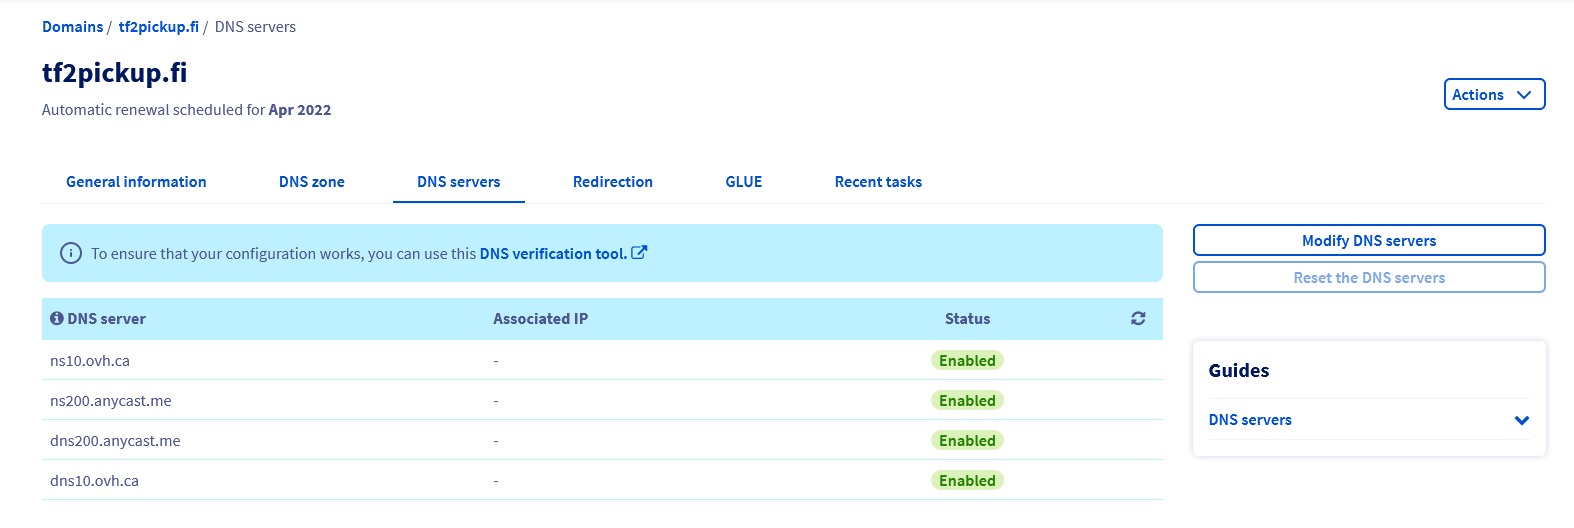 Domains / tf2pickup.fi / DNS servers
tf2pickup.fi
Automatic renewal scheduled for Apr 2022
Actions
General information DNS zone DNS servers Redirection GLUE Recent tasks
To ensure that your configuration works, you can use this DNS verification tool.
Modify DNS servers
Reset the DNS servers
DNS server Associated IP Status
ns10.ovh.ca - Enabled
ns200.anycast.me - Enabled
dns200.anycast.me - Enabled
dns10.ovh.ca - Enabled
Guides
DNS servers